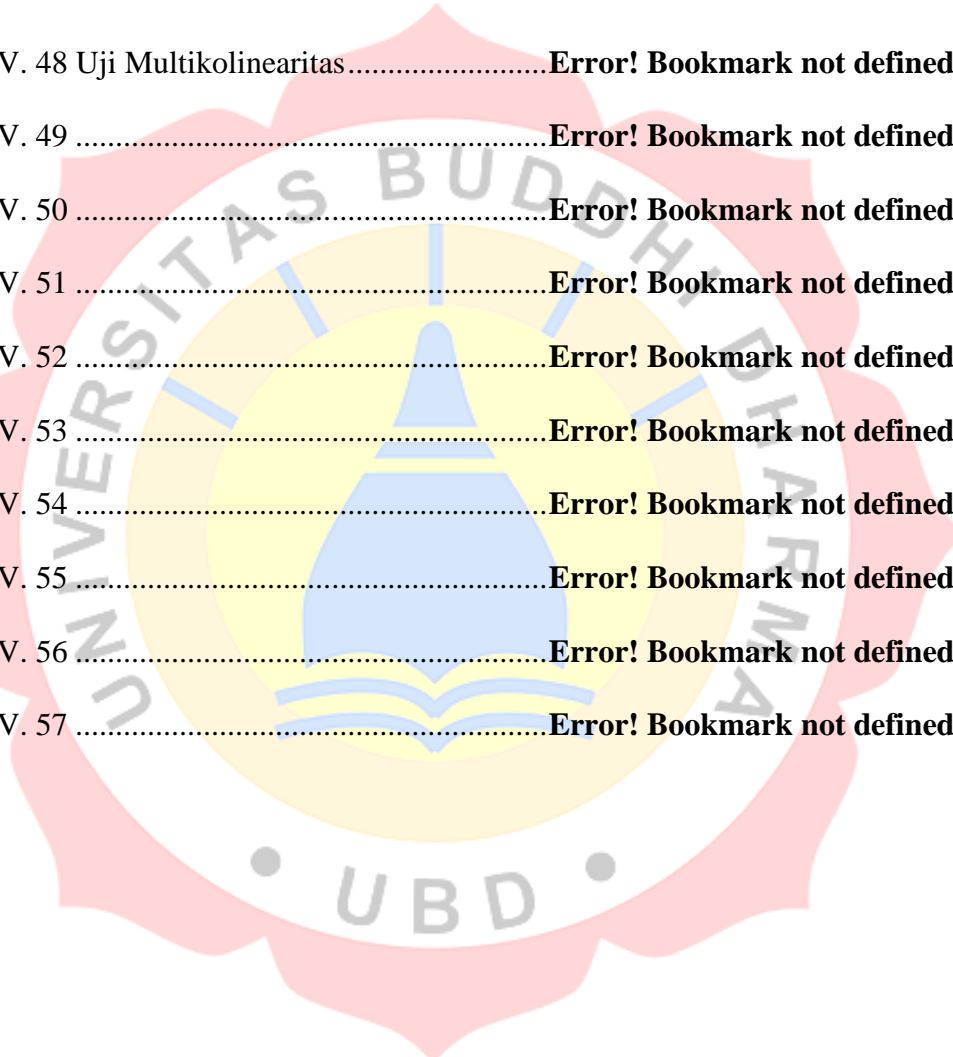 V. 48 Uji Multikolinearitas.........................Error! Bookmark not defined
V. 49 ............................................................Error! Bookmark not defined
V. 50 ............................................................Error! Bookmark not defined
V. 51 ............................................................Error! Bookmark not defined
V. 52 ............................................................Error! Bookmark not defined
V. 53 ............................................................Error! Bookmark not defined
V. 54 ............................................................Error! Bookmark not defined
V. 55 ............................................................Error! Bookmark not defined
V. 56 ............................................................Error! Bookmark not defined
V. 57 ............................................................Error! Bookmark not defined
UNIVERSITAS BUDDHI DHARMA
• UBD •